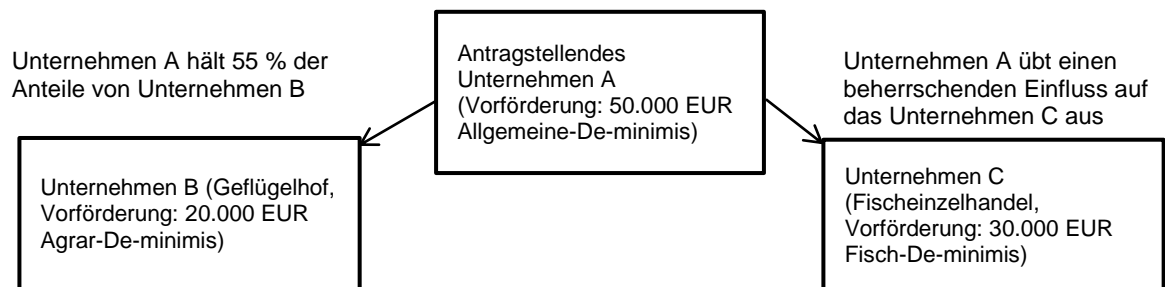 Unternehmen A hält 55 % der
Anteile von Unternehmen B
Antragstellendes
Unternehmen A
(Vorförderung: 50.000 EUR
Allgemeine-De-minimis)
Unternehmen A übt einen
beherrschenden Einfluss auf
das Unternehmen C aus
Unternehmen B (Geflügelhof,
Vorförderung: 20.000 EUR
Agrar-De-minimis)
Unternehmen C
(Fischeinzelhandel,
Vorförderung: 30.000 EUR
Fisch-De-minimis)